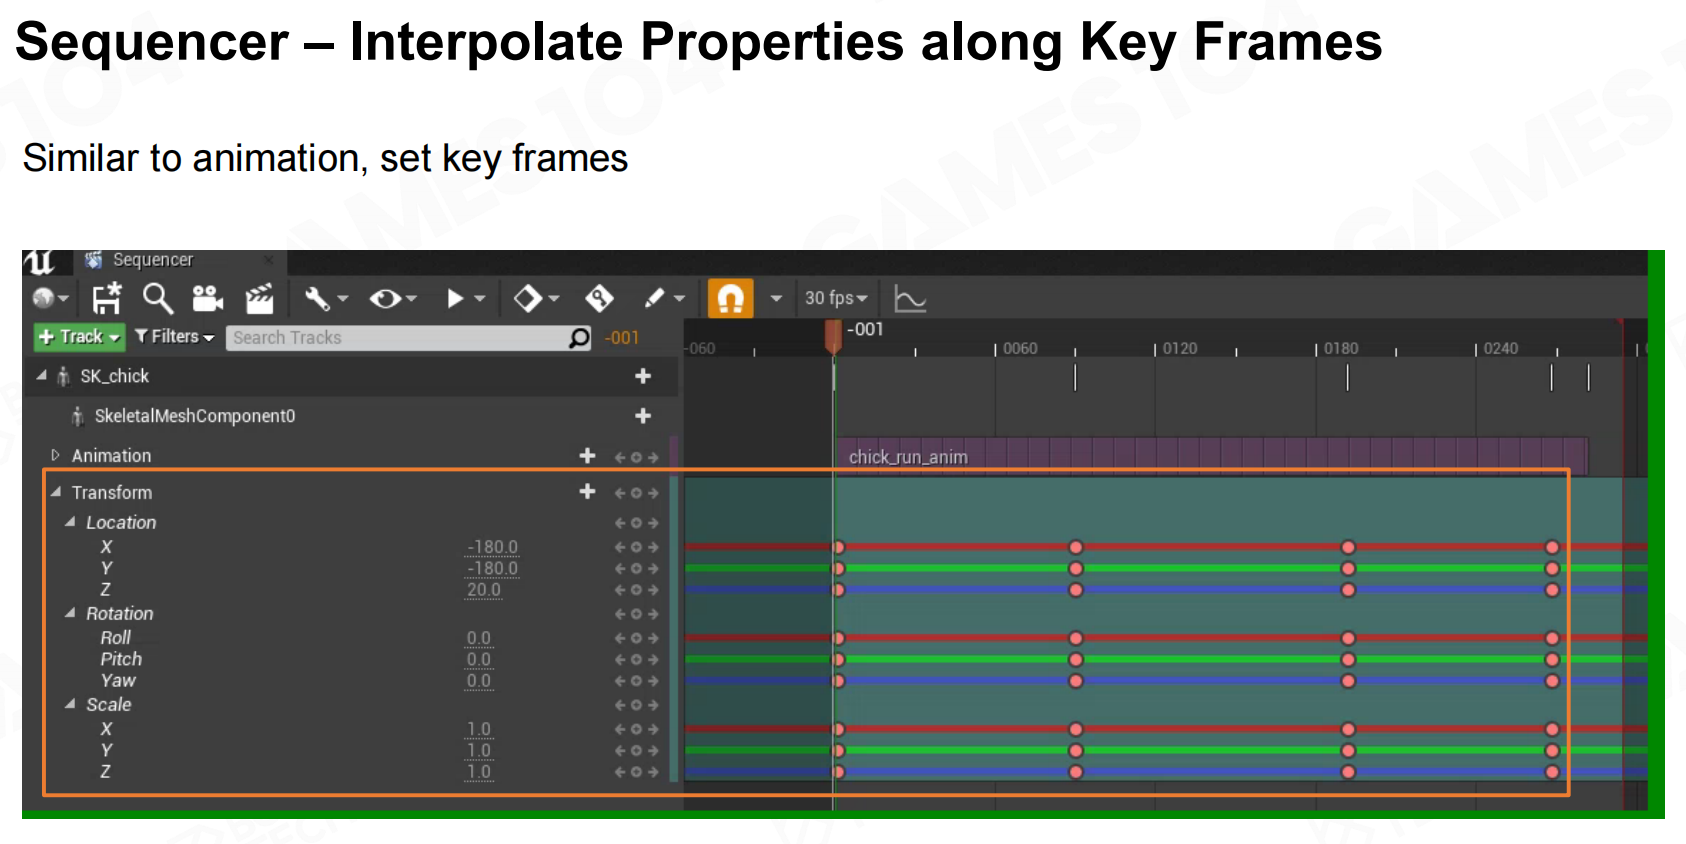 Sequencer – Interpolate Properties along Key Frames
Similar to animation, set key frames
Sequencer
30 fps
+ Track Filters Search Tracks -001
-001
-060 0060 0120 0180 0240
SK_chick
SkeletalMeshComponent0
Animation
chick_run_anim
Transform
Location
X -180.0
Y -180.0
Z 20.0
Rotation
Roll 0.0
Pitch 0.0
Yaw 0.0
Scale
X 1.0
Y 1.0
Z 1.0
GAMES104